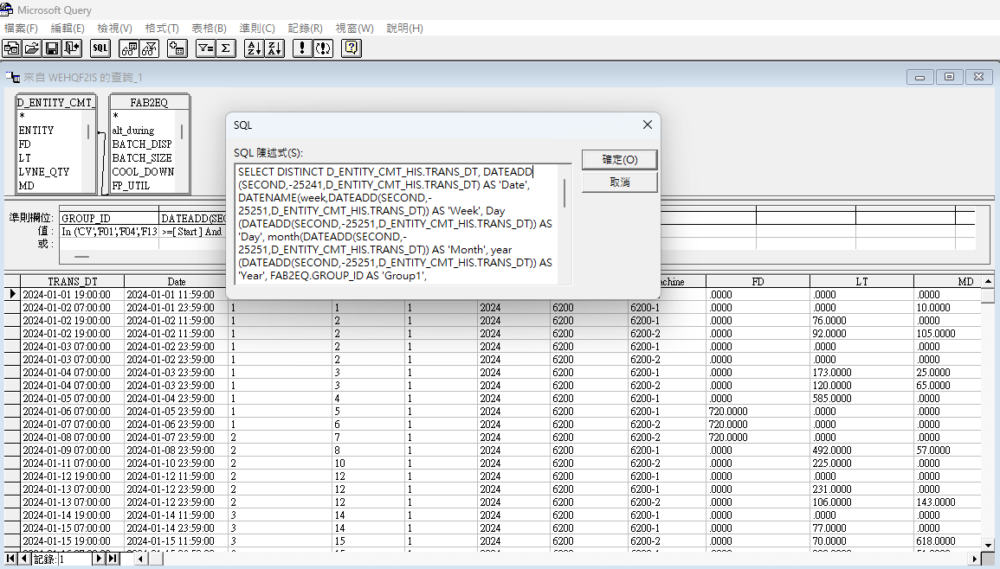 Microsoft Query
檔案(F) 編輯(E) 檢視(V) 格式(T) 表格(B) 準則(C) 記錄(R) 視窗(W) 說明(H)
SQL
來自 WEHQF2IS 的查詢_1
D_ENTITY_CMT_
*
ENTITY
FD
LT
LVNE_QTY
MD
FAB2EQ
*
alt_during
BATCH_DISP
BATCH_SIZE
COOL_DOWN
FP_UTIL
準則欄位: GROUP_ID DATEADD(SEC
值: In ('CV','F01','F04','F13 >=[ Start ] And
或:
SQL
SQL 陳述式(S):
SELECT DISTINCT D_ENTITY_CMT_HIS.TRANS_DT, DATEADD
(SECOND,-25241,D_ENTITY_CMT_HIS.TRANS_DT) AS 'Date',
DATENAME(week,DATEADD(SECOND,-
25251,D_ENTITY_CMT_HIS.TRANS_DT)) AS 'Week', Day
(DATEADD(SECOND,-25251,D_ENTITY_CMT_HIS.TRANS_DT)) AS
'Day', month(DATEADD(SECOND,-
25251,D_ENTITY_CMT_HIS.TRANS_DT)) AS 'Month', year
(DATEADD(SECOND,-25251,D_ENTITY_CMT_HIS.TRANS_DT)) AS
'Year', FAB2EQ.GROUP_ID AS 'Group1',
確定(O)
取消
TRANS_DT Date achine FD LT MD
2024-01-01 19:00:00 2024-01-01 11:59:00 .0000 .0000 .0000
2024-01-02 07:00:00 2024-01-01 23:59:00 1 1 1 2024 6200 6200-1 .0000 .0000 10.0000
2024-01-02 19:00:00 2024-01-02 11:59:00 1 2 1 2024 6200 6200-1 .0000 76.0000 .0000
2024-01-02 19:00:00 2024-01-02 11:59:00 1 2 1 2024 6200 6200-2 .0000 92.0000 105.0000
2024-01-03 07:00:00 2024-01-02 23:59:00 1 2 1 2024 6200 6200-1 .0000 .0000 .0000
2024-01-03 07:00:00 2024-01-02 23:59:00 1 2 1 2024 6200 6200-2 .0000 .0000 .0000
2024-01-04 07:00:00 2024-01-03 23:59:00 1 3 1 2024 6200 6200-1 .0000 173.0000 25.0000
2024-01-04 07:00:00 2024-01-03 23:59:00 1 3 1 2024 6200 6200-2 .0000 120.0000 65.0000
2024-01-05 07:00:00 2024-01-04 23:59:00 1 4 1 2024 6200 6200-1 .0000 585.0000 .0000
2024-01-06 07:00:00 2024-01-05 23:59:00 1 5 1 2024 6200 6200-1 720.0000 .0000 .0000
2024-01-07 07:00:00 2024-01-06 23:59:00 1 6 1 2024 6200 6200-2 720.0000 .0000 .0000
2024-01-08 07:00:00 2024-01-07 23:59:00 2 7 1 2024 6200 6200-2 720.0000 .0000 .0000
2024-01-09 07:00:00 2024-01-08 23:59:00 2 8 1 2024 6200 6200-1 .0000 492.0000 57.0000
2024-01-11 07:00:00 2024-01-10 23:59:00 2 10 1 2024 6200 6200-2 .0000 225.0000 .0000
2024-01-12 19:00:00 2024-01-12 11:59:00 2 12 1 2024 6200 6200-1 .0000 .0000 .0000
2024-01-13 07:00:00 2024-01-12 23:59:00 2 12 1 2024 6200 6200-1 .0000 231.0000 .0000
2024-01-13 07:00:00 2024-01-12 23:59:00 2 12 1 2024 6200 6200-2 .0000 106.0000 143.0000
2024-01-14 19:00:00 2024-01-14 11:59:00 3 14 1 2024 6200 6200-1 .0000 .0000 .0000
2024-01-15 07:00:00 2024-01-14 23:59:00 3 14 1 2024 6200 6200-1 .0000 77.0000 .0000
2024-01-15 19:00:00 2024-01-15 11:59:00 3 15 1 2024 6200 6200-2 .0000 70.0000 618.0000
記錄: 1